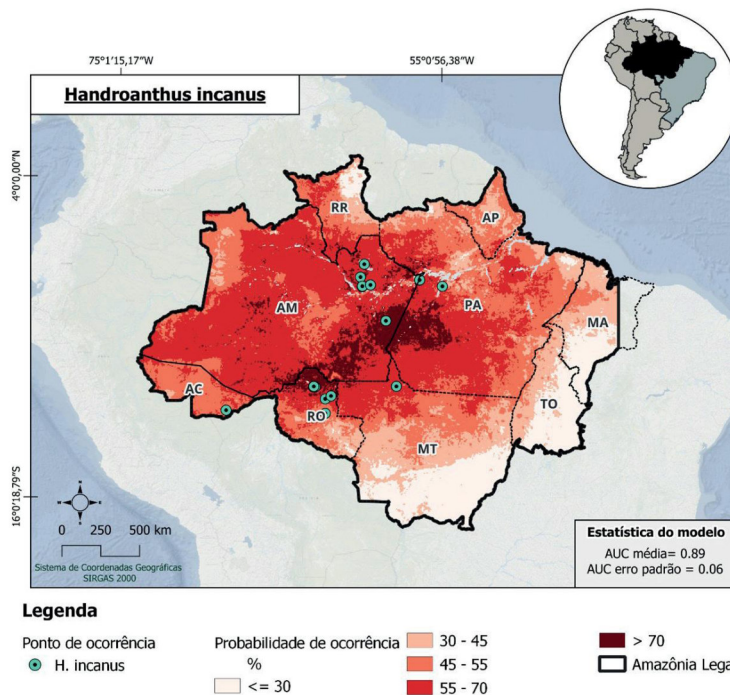 75°1'15,17"W
55°0'56,38"W
Handroanthus incanus
4°0'0,00"N
RR
AP
AM
PA
MA
AC
RO
TO
MT
16°0'18,79"S
N
W
E
S
0 250 500 km
Sistema de Coordenadas Geográficas
SIRGAS 2000
Estatística do modelo
AUC média= 0.89
AUC erro padrão = 0.06
Legenda
Ponto de ocorrência
H. incanus
Probabilidade de ocorrência
%
<= 30
30 - 45
45 - 55
55 - 70
> 70
Amazônia Lega